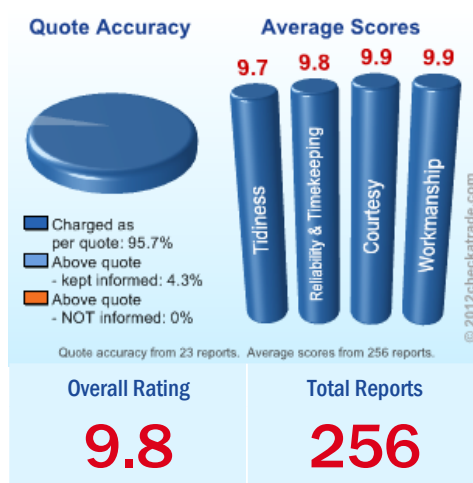 Quote Accuracy
Average Scores
9.7
9.8
9.9
9.9
Tidiness
Reliability & Timekeeping
Courtesy
Workmanship
Charged as
per quote: 95.7%
Above quote
- kept informed: 4.3%
Above quote
- NOT informed: 0%
© 2012checkatrade.com
Quote accuracy from 23 reports. Average scores from 256 reports.
Overall Rating
9.8
Total Reports
256